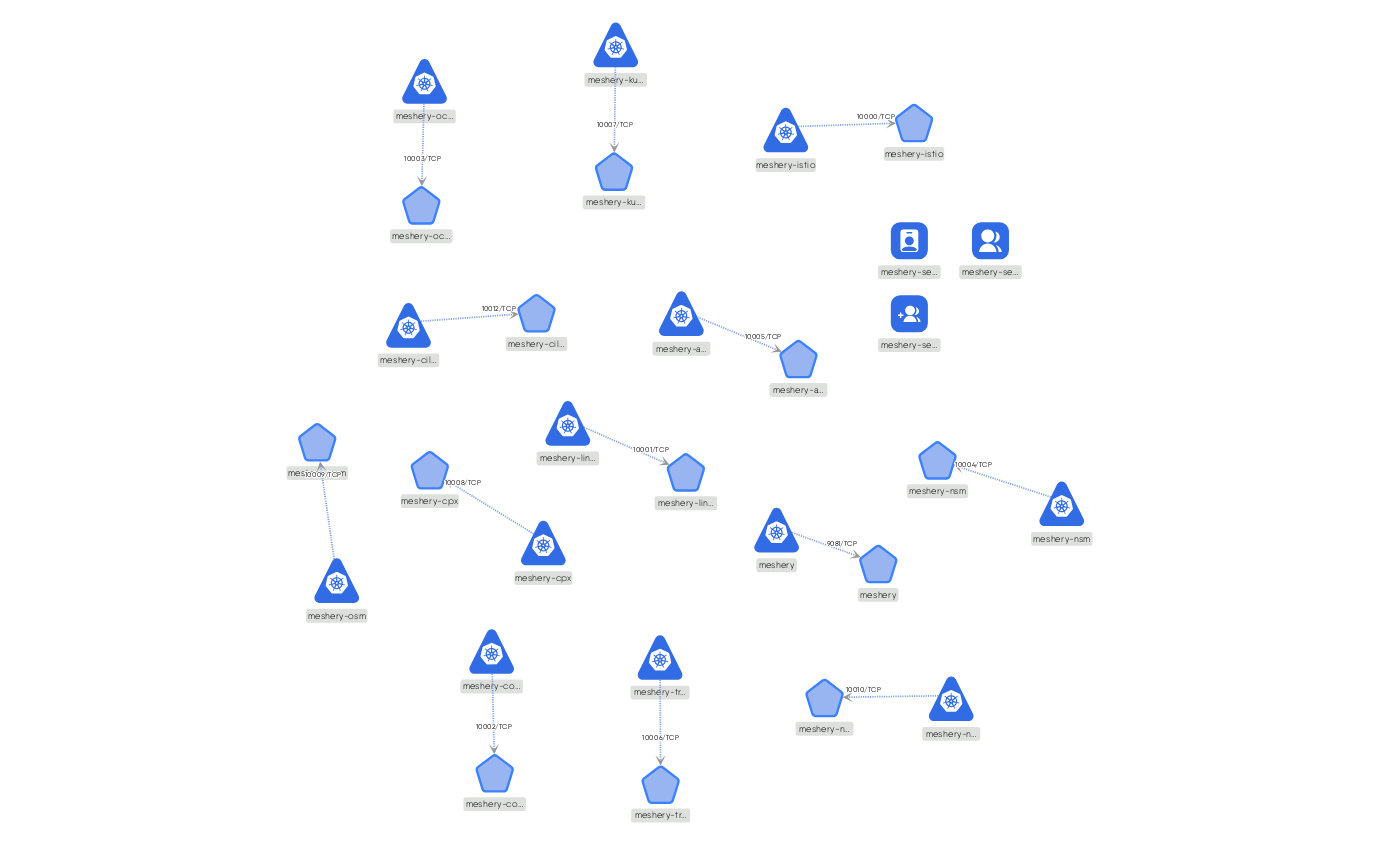 meshery-ku...
10007/TCP
meshery-ku...
meshery-oc...
10003/TCP
meshery-oc...
10000/TCP
meshery-istio
meshery-istio
meshery-se...
meshery-se...
meshery-se...
10012/TCP
meshery-cil...
meshery-cil...
10005/TCP
meshery-a...
meshery-a...
10009/TCP
meshery-osm
10008/TCP
meshery-cpx
meshery-cpx
10001/TCP
meshery-lin...
meshery-lin...
10004/TCP
meshery-nsm
meshery-nsm
9081/TCP
meshery
meshery
meshery-co...
10002/TCP
meshery-co...
meshery-tr...
10006/TCP
meshery-tr...
10010/TCP
meshery-n...
meshery-n...